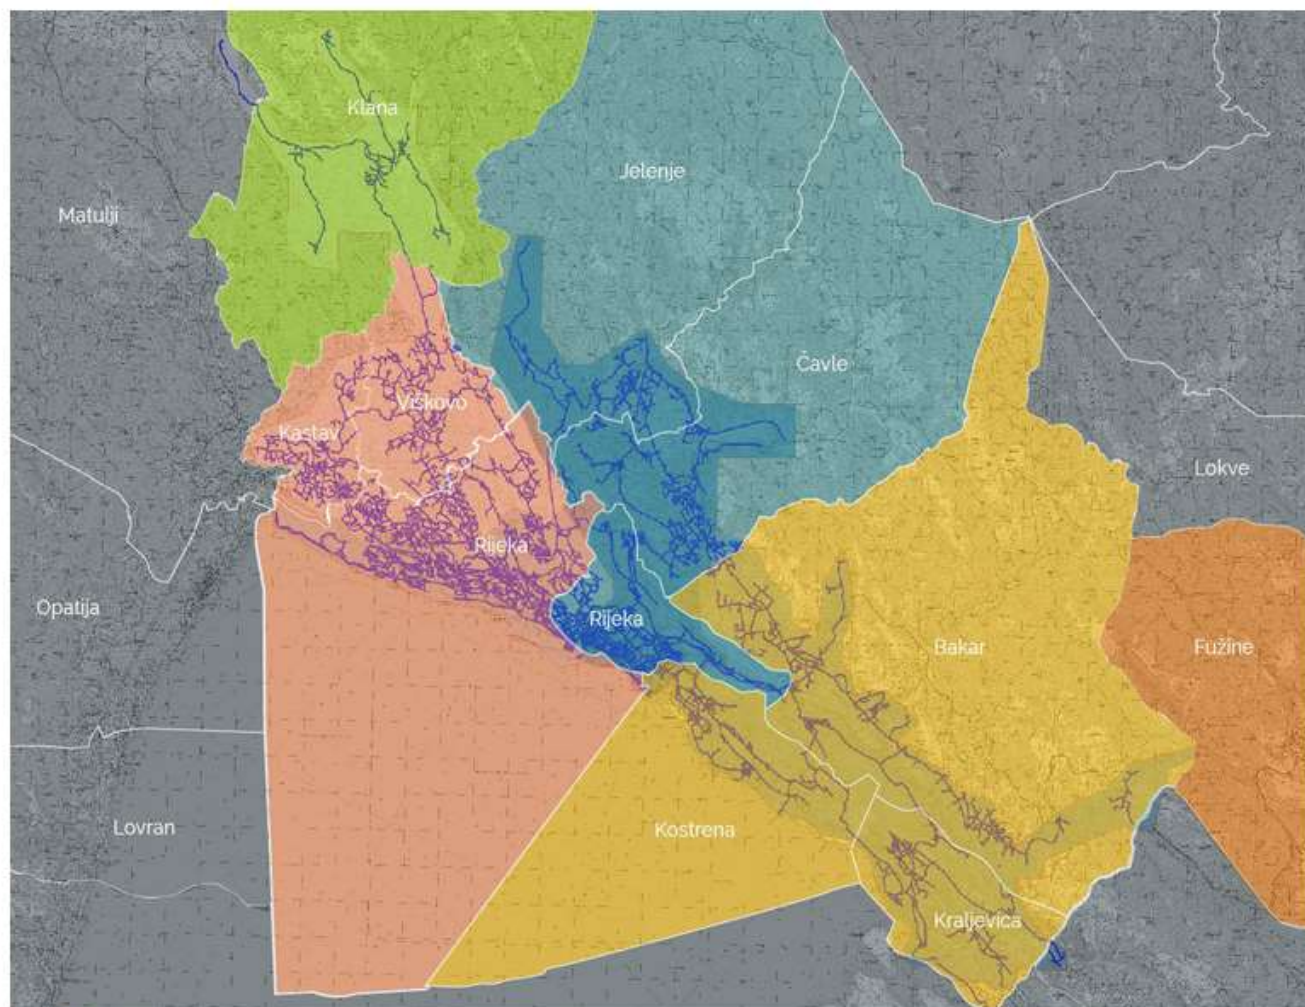 Klana
Jelenje
Matulji
Čavle
Viškovo
Kastav
Lokve
Rijeka
Opatija
Rijeka
Bakar
Fužine
Lovran
Kostrena
Kraljevica